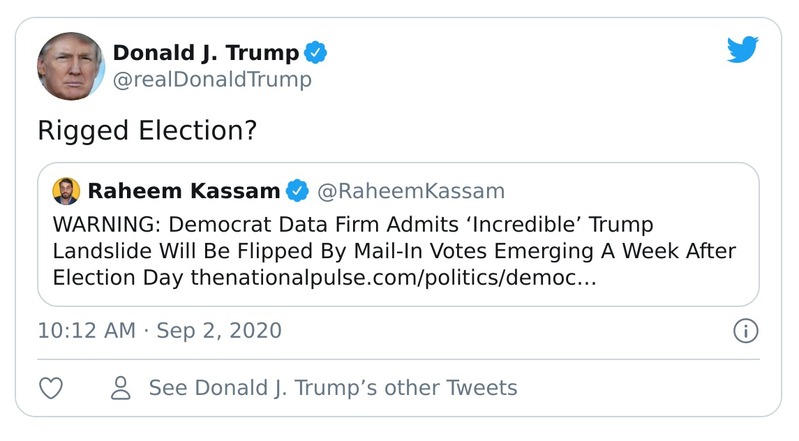 Donald J. Trump
@realDonaldTrump
Rigged Election?
Raheem Kassam @RaheemKassam
WARNING: Democrat Data Firm Admits ‘Incredible’ Trump
Landslide Will Be Flipped By Mail-In Votes Emerging A Week After
Election Day thenationalpulse.com/politics/democ…
10:12 AM · Sep 2, 2020
See Donald J. Trump’s other Tweets